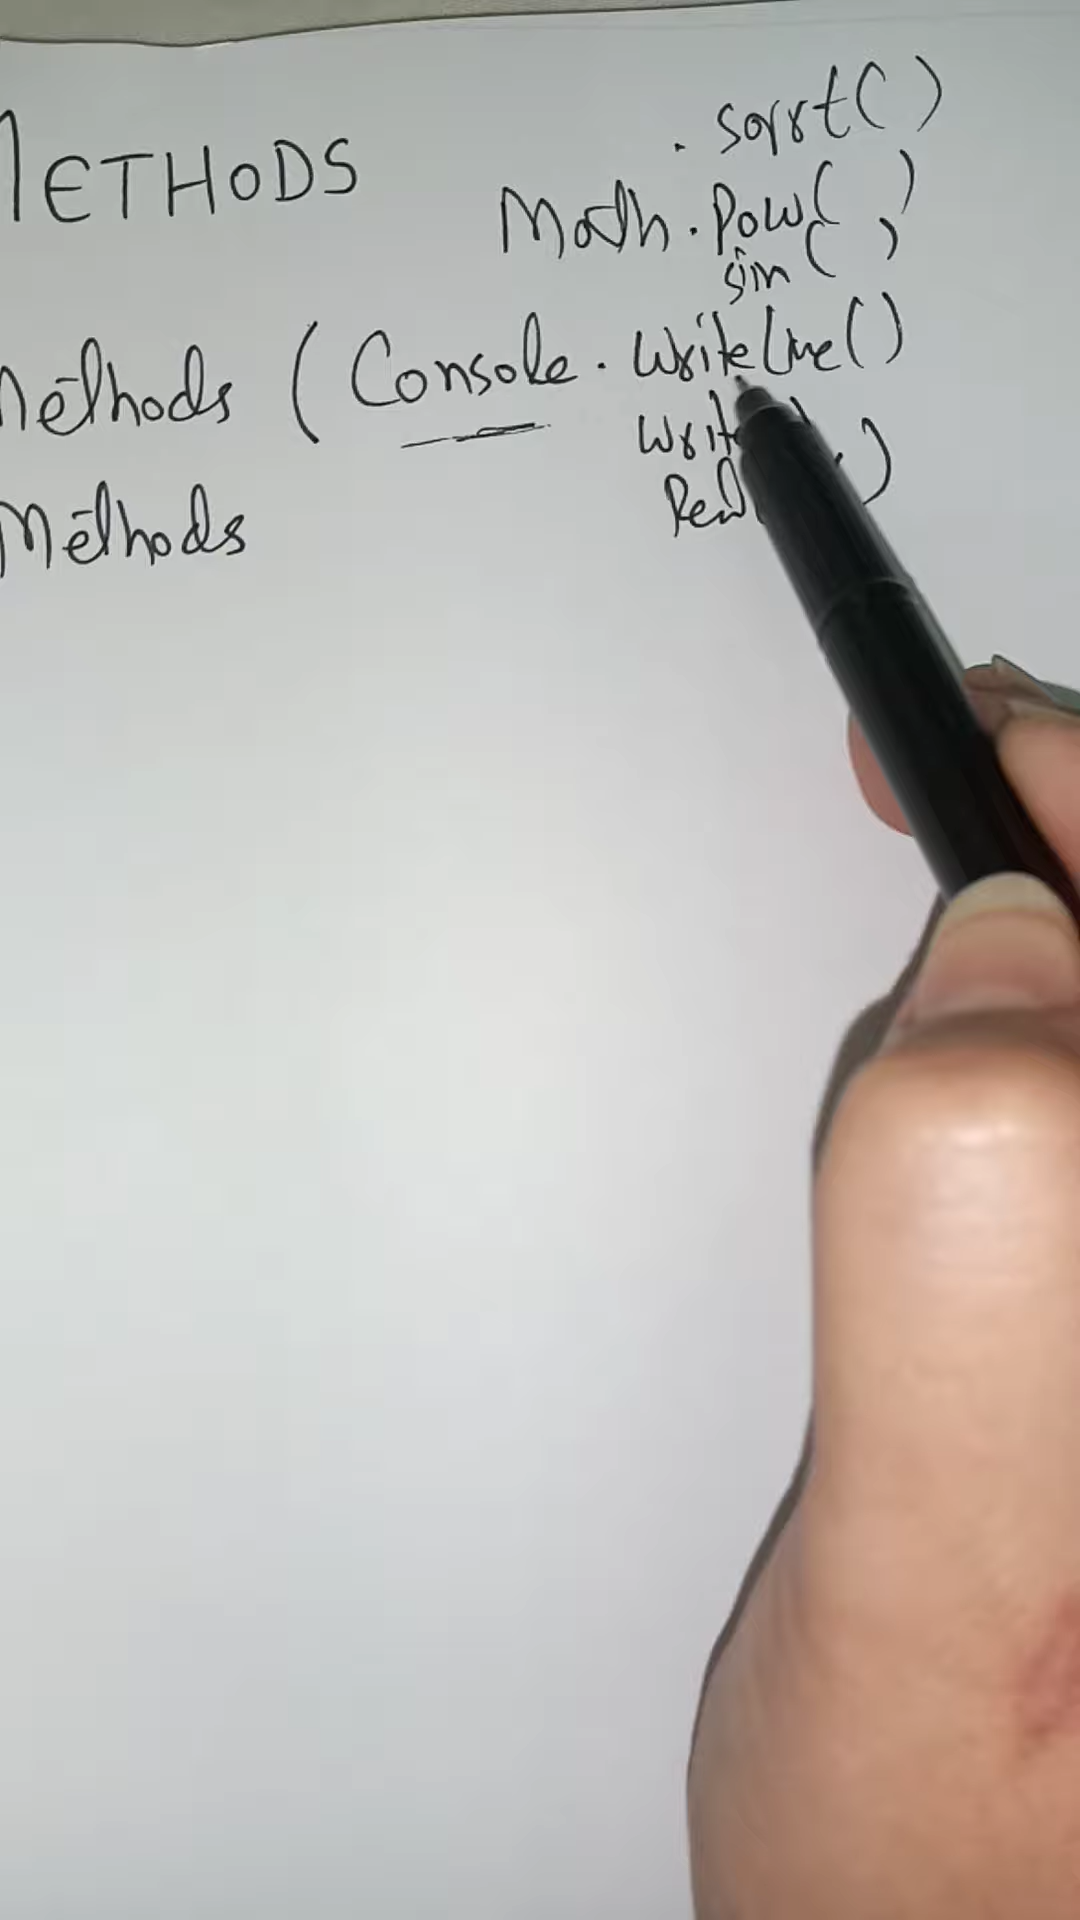 METHODS
. sqrt()
Math.Pow( )
sin( )
Methods ( Console . WriteLine()
Methods